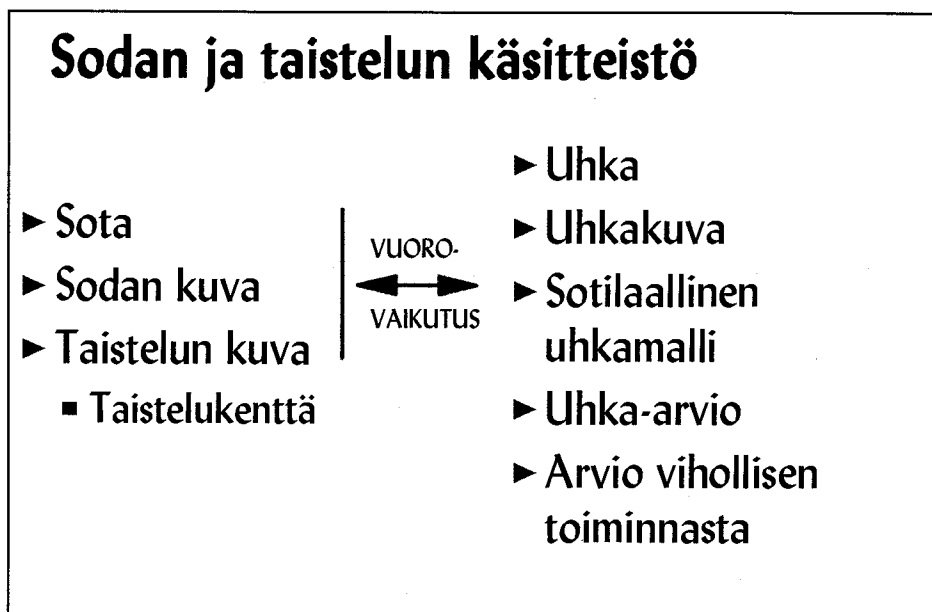 Sodan ja taistelun käsitteistö
► Sota
► Sodan kuva
► Taistelun kuva
■ Taistelukenttä
VUORO-
VAIKUTUS
► Uhka
► Uhkakuva
► Sotilaallinen
uhkamalli
► Uhka-arvio
► Arvio vihollisen
toiminnasta